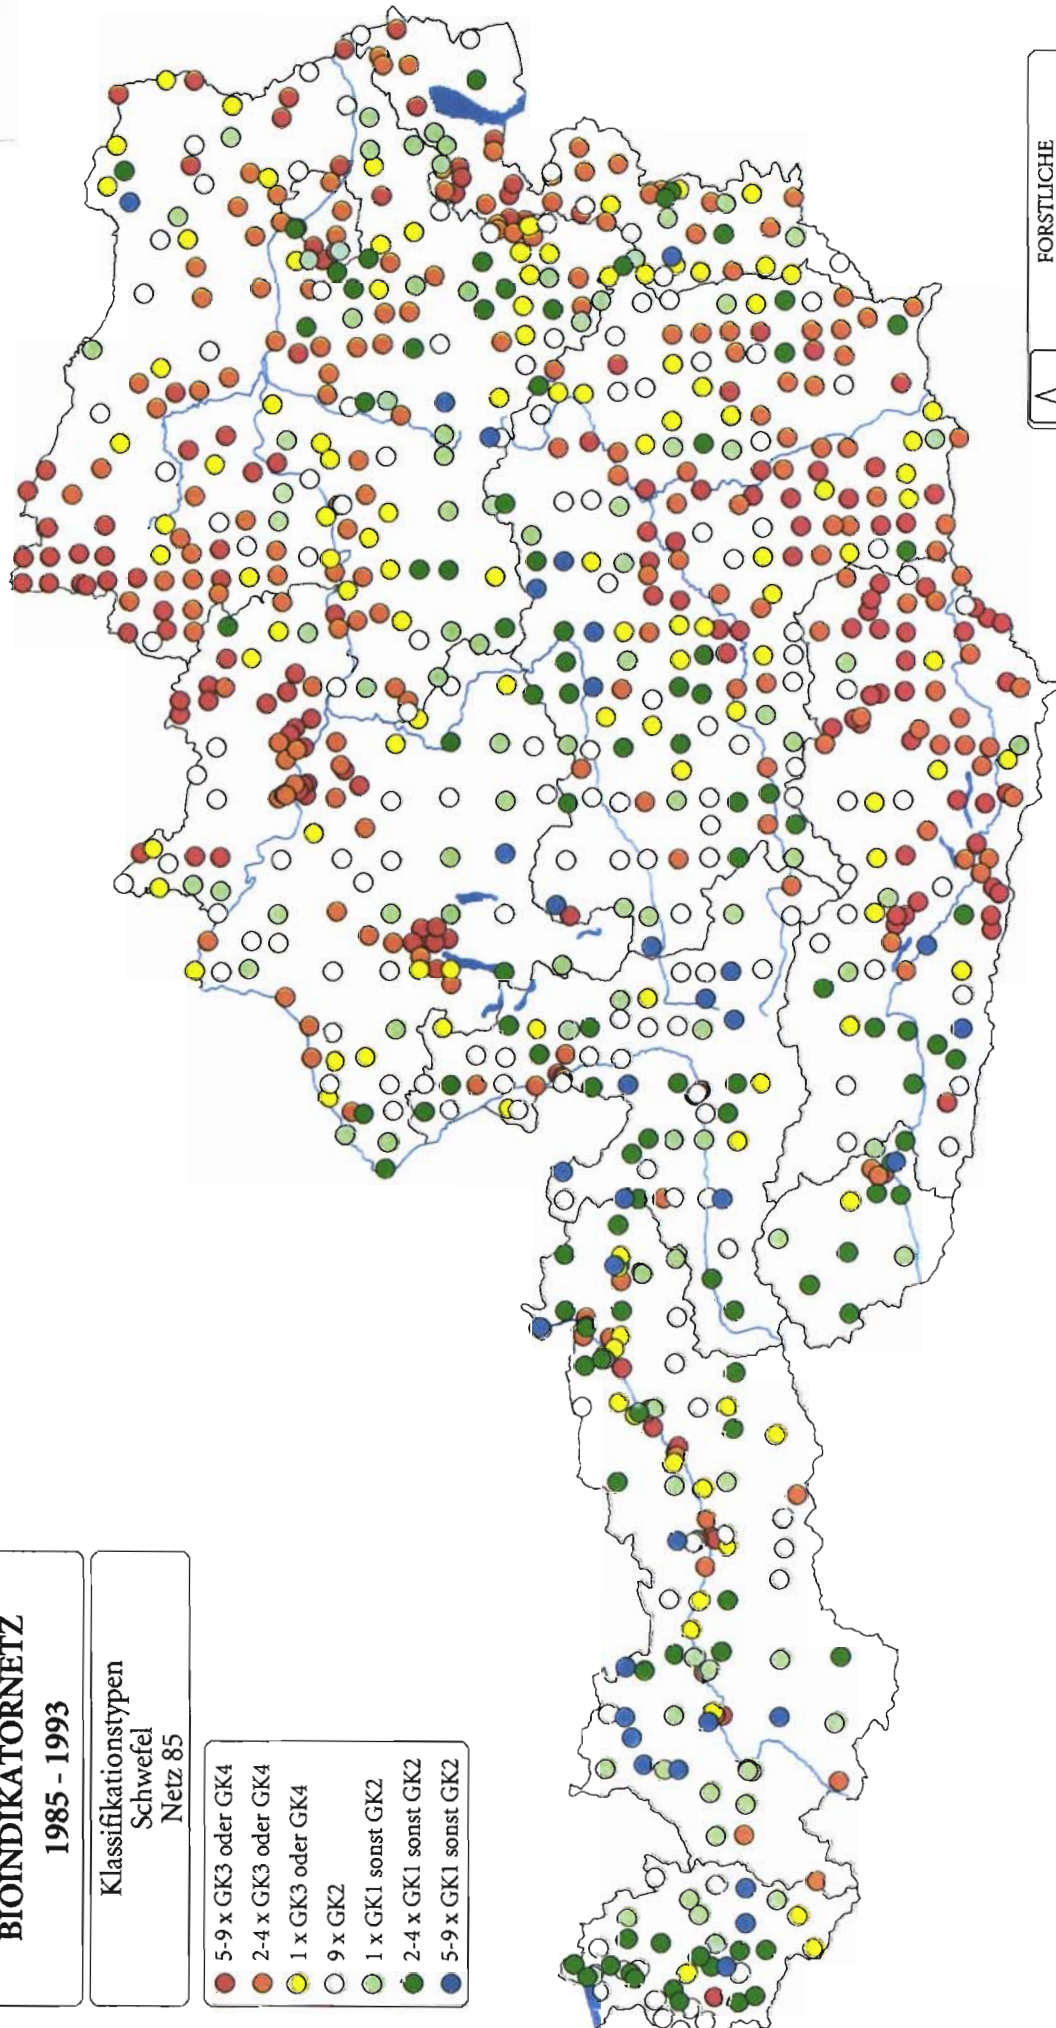 BIOINDIKATORNETZ
1985 - 1993
Klassifikationstypen
Schwefel
Netz 85
5-9 x GK3 oder GK4
2-4 x GK3 oder GK4
1 x GK3 oder GK4
9 x GK2
1 x GK1 sonst GK2
2-4 x GK1 sonst GK2
5-9 x GK1 sonst GK2
FORSTLICHE